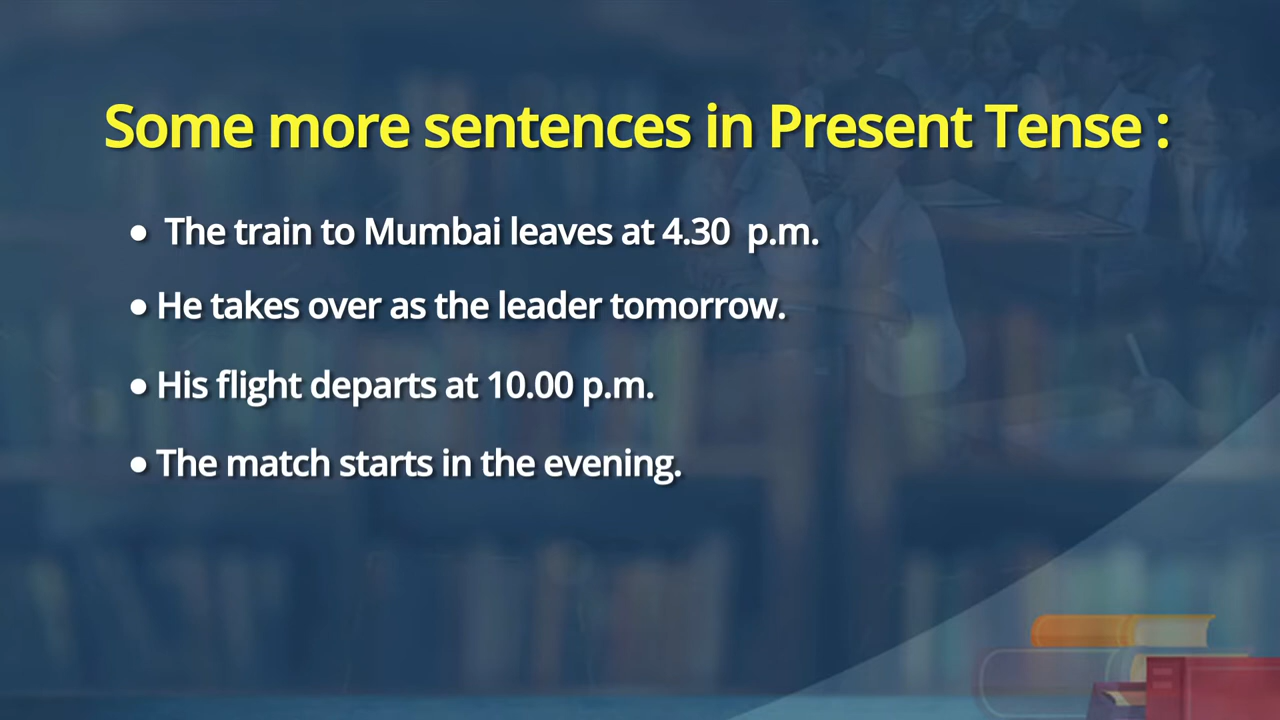 Some more sentences in Present Tense :
● The train to Mumbai leaves at 4.30 p.m.
● He takes over as the leader tomorrow.
● His flight departs at 10.00 p.m.
● The match starts in the evening.